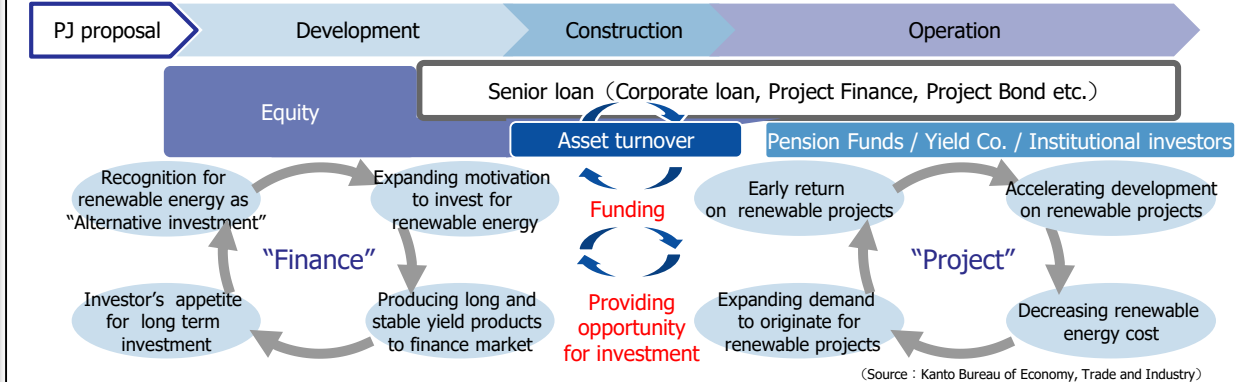 PJ proposal
Development
Construction
Operation
Equity
Senior loan（Corporate loan, Project Finance, Project Bond etc.）
Asset turnover
Pension Funds / Yield Co. / Institutional investors
Recognition for
renewable energy as
“Alternative investment”
Expanding motivation
to invest for
renewable energy
“Finance”
Investor’s appetite
for long term
investment
Producing long and
stable yield products
to finance market
Funding
Providing
opportunity
for investment
Early return
on renewable projects
Accelerating development
on renewable projects
“Project”
Expanding demand
to originate for
renewable projects
Decreasing renewable
energy cost
（Source：Kanto Bureau of Economy, Trade and Industry）